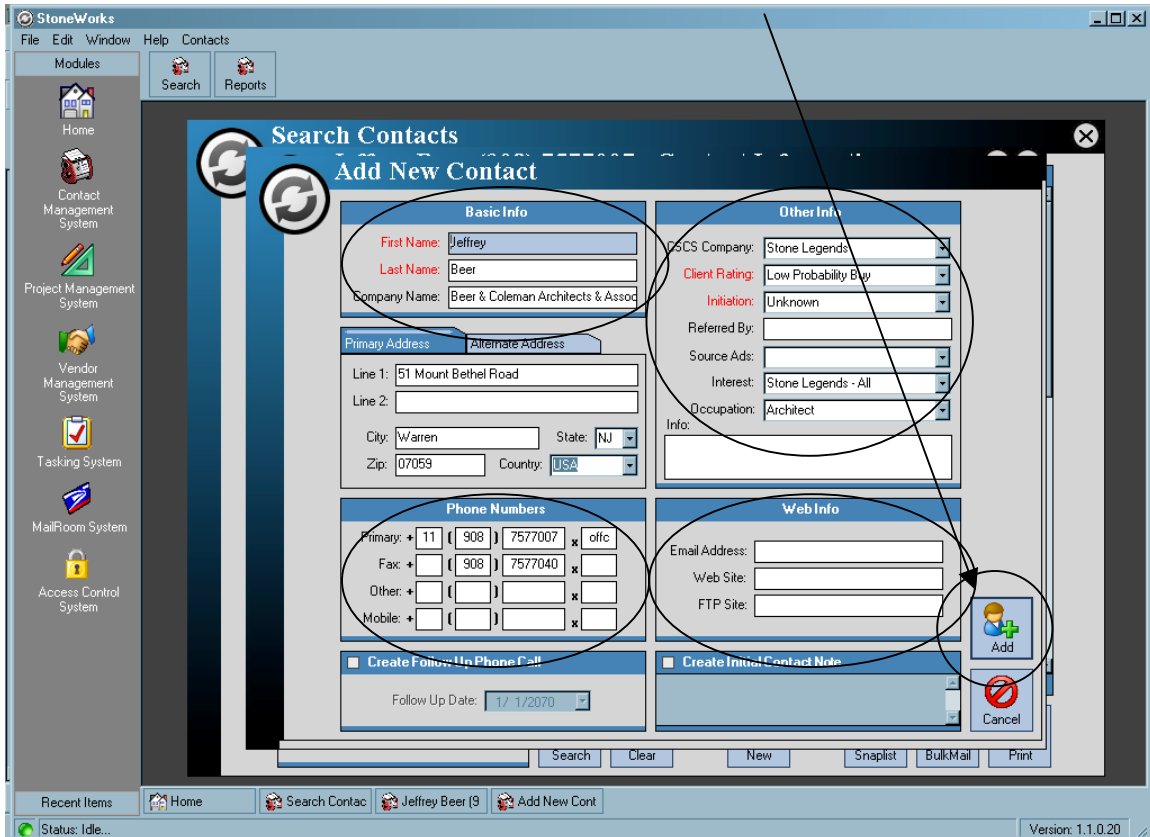 StoneWorks
File Edit Window Help Contacts
Modules
Search Reports
Home
Contact
Management
System
Project Management
System
Vendor
Management
System
Tasking System
MailRoom System
Access Control
System
Recent Items
Search Contacts
Add New Contact
Basic Info
First Name: Jeffrey
Last Name: Beer
Company Name: Beer & Coleman Architects & Assoc
Primary Address Alternate Address
Line 1: 51 Mount Bethel Road
Line 2:
City: Warren State: NJ
Zip: 07059 Country: USA
Phone Numbers
Primary: + 11 ( 908 ) 7577007 x offc
Fax: + ( 908 ) 7577040 x
Other: + ( ) x
Mobile: + ( ) x
Create Follow Up Phone Call
Follow Up Date: 1/ 1/2070
Other Info
CSCS Company: Stone Legends
Client Rating: Low Probability Buy
Initiation: Unknown
Referred By:
Source Ads:
Interest: Stone Legends - All
Occupation: Architect
Info:
Web Info
Email Address:
Web Site:
FTP Site:
Create Initial Contact Note
Add
Cancel
Search Clear New Snaplist BulkMail Print
Home Search Contac Jeffrey Beer (9 Add New Cont
Status: Idle... Version: 1.1.0.20